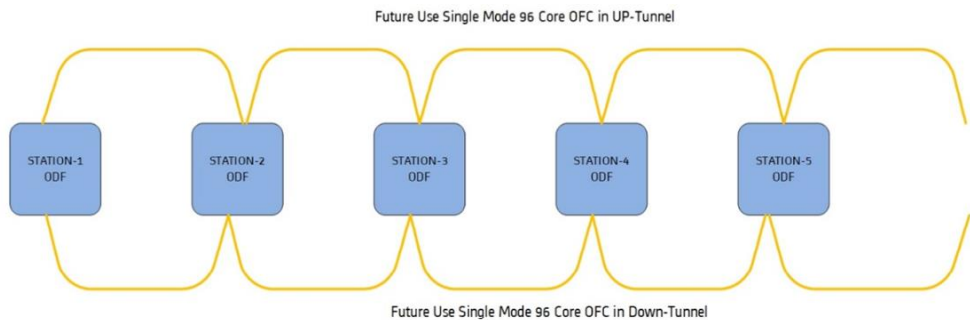 Future Use Single Mode 96 Core OFC in UP-Tunnel
STATION-1
ODF
STATION-2
ODF
STATION-3
ODF
STATION-4
ODF
STATION-5
ODF
Future Use Single Mode 96 Core OFC in Down-Tunnel